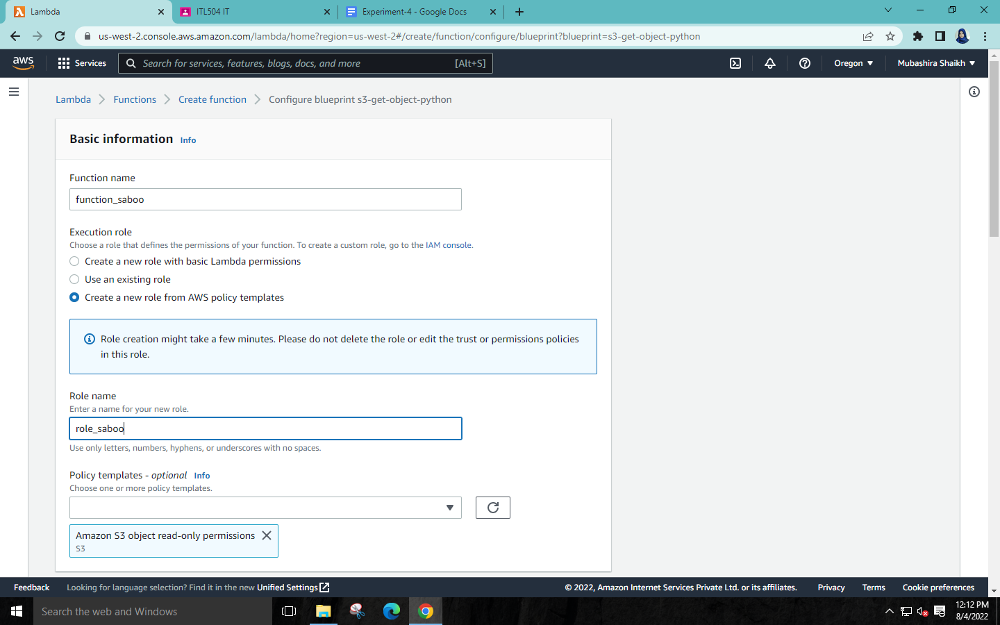 Lambda
ITL504 IT
Experiment-4 - Google Docs
us-west-2.console.aws.amazon.com/lambda/home?region=us-west-2#/create/function/configure/blueprint?blueprint=s3-get-object-python
aws
Services
Search for services, features, blogs, docs, and more
[Alt+S]
Oregon
Mubashira Shaikh
Lambda
Functions
Create function
Configure blueprint s3-get-object-python
Basic information Info
Function name
function_saboo
Execution role
Choose a role that defines the permissions of your function. To create a custom role, go to the IAM console.
Create a new role with basic Lambda permissions
Use an existing role
Create a new role from AWS policy templates
Role creation might take a few minutes. Please do not delete the role or edit the trust or permissions policies
in this role.
Role name
Enter a name for your new role.
role_saboo
Use only letters, numbers, hyphens, or underscores with no spaces.
Policy templates - optional Info
Choose one or more policy templates.
Amazon S3 object read-only permissions
S3
Feedback
Looking for language selection? Find it in the new Unified Settings
© 2022, Amazon Internet Services Private Ltd. or its affiliates.
Privacy
Terms
Cookie preferences
Search the web and Windows
12:12 PM
8/4/2022